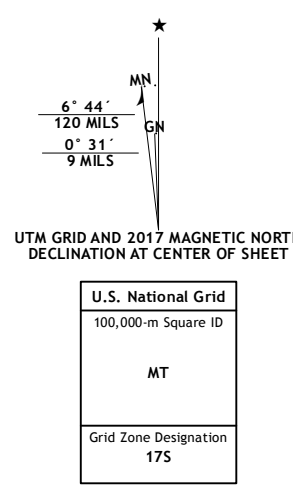 ★
MN
6° 44´
120 MILS
GN
0° 31´
9 MILS
UTM GRID AND 2017 MAGNETIC NORT
DECLINATION AT CENTER OF SHEET
U.S. National Grid
100,000-m Square ID
MT
Grid Zone Designation
17S